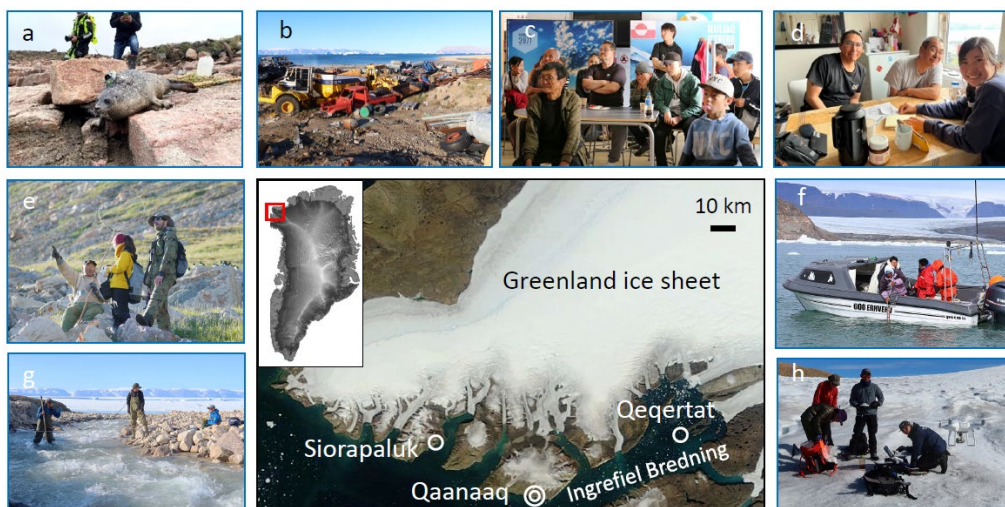 a
b
c
d
e
f
g
h
10 km
Greenland ice sheet
Qeqertat
Siorapaluk
Ingrefiel Bredning
Qaanaaq